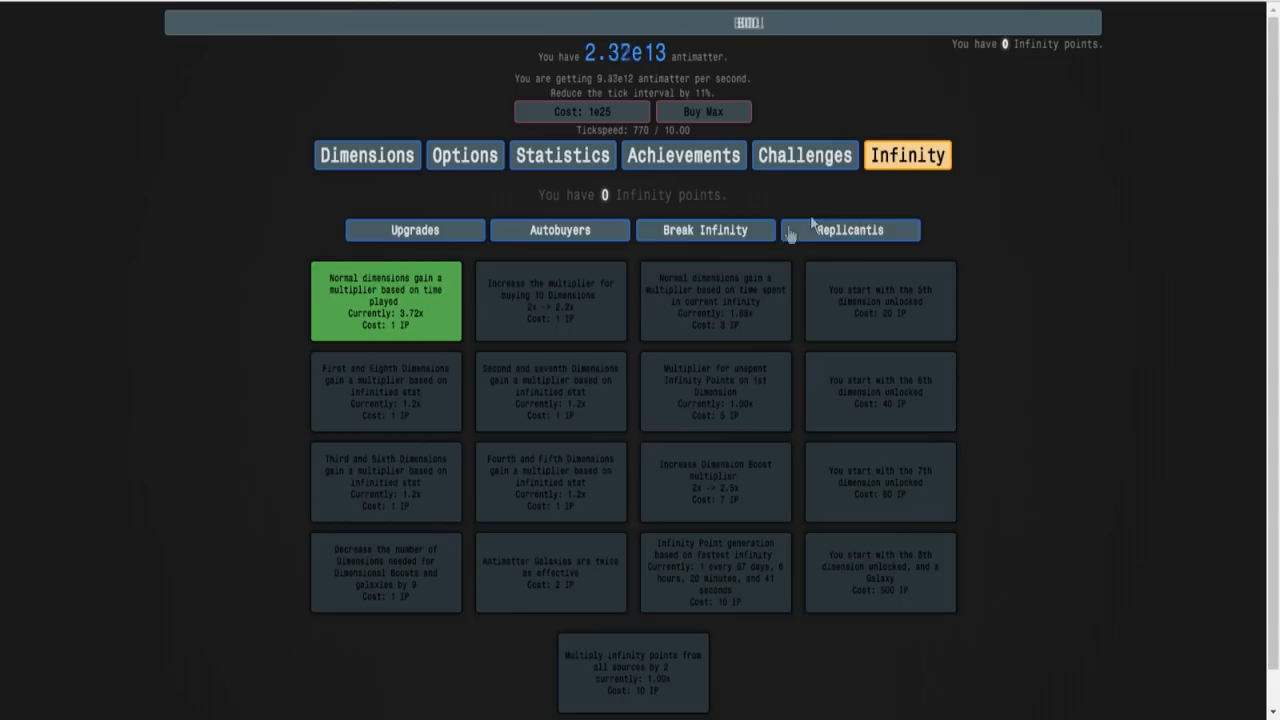 You have 2.32e13 antimatter.
You have 0 Infinity points.
You are getting 9.33e12 antimatter per second.
Reduce the tick interval by 11%.
Cost: 1e25
Buy Max
Tickspeed: 770 / 10.00
Dimensions
Options
Statistics
Achievements
Challenges
Infinity
You have 0 Infinity points.
Upgrades
Autobuyers
Break Infinity
Replicantis
Normal dimensions gain a
multiplier based on time
played
Currently: 3.72x
Cost: 1 IP
Increase the multiplier for
buying 10 Dimensions
2x -> 2.2x
Cost: 1 IP
Normal dimensions gain a
multiplier based on time spent
in current infinity
Currently: 1.88x
Cost: 3 IP
You start with the 5th
dimension unlocked
Cost: 20 IP
First and Eighth Dimensions
gain a multiplier based on
infinitied stat
Currently: 1.2x
Cost: 1 IP
Second and seventh Dimensions
gain a multiplier based on
infinitied stat
Currently: 1.2x
Cost: 1 IP
Multiplier for unspent
Infinity Points on 1st
Dimension
Currently: 1.00x
Cost: 5 IP
You start with the 6th
dimension unlocked
Cost: 40 IP
Third and Sixth Dimensions
gain a multiplier based on
infinitied stat
Currently: 1.2x
Cost: 1 IP
Fourth and Fifth Dimensions
gain a multiplier based on
infinitied stat
Currently: 1.2x
Cost: 1 IP
Increase Dimension Boost
multiplier
2x -> 2.5x
Cost: 7 IP
You start with the 7th
dimension unlocked
Cost: 80 IP
Decrease the number of
Dimensions needed for
Dimensional Boosts and
galaxies by 9
Cost: 1 IP
Antimatter Galaxies are twice
as effective
Cost: 2 IP
Infinity Point generation
based on fastest infinity
Currently: 1 every 97 days, 6
hours, 20 minutes, and 41
seconds
Cost: 10 IP
You start with the 8th
dimension unlocked, and a
Galaxy
Cost: 500 IP
Multiply infinity points from
all sources by 2
currently: 1.00x
Cost: 10 IP